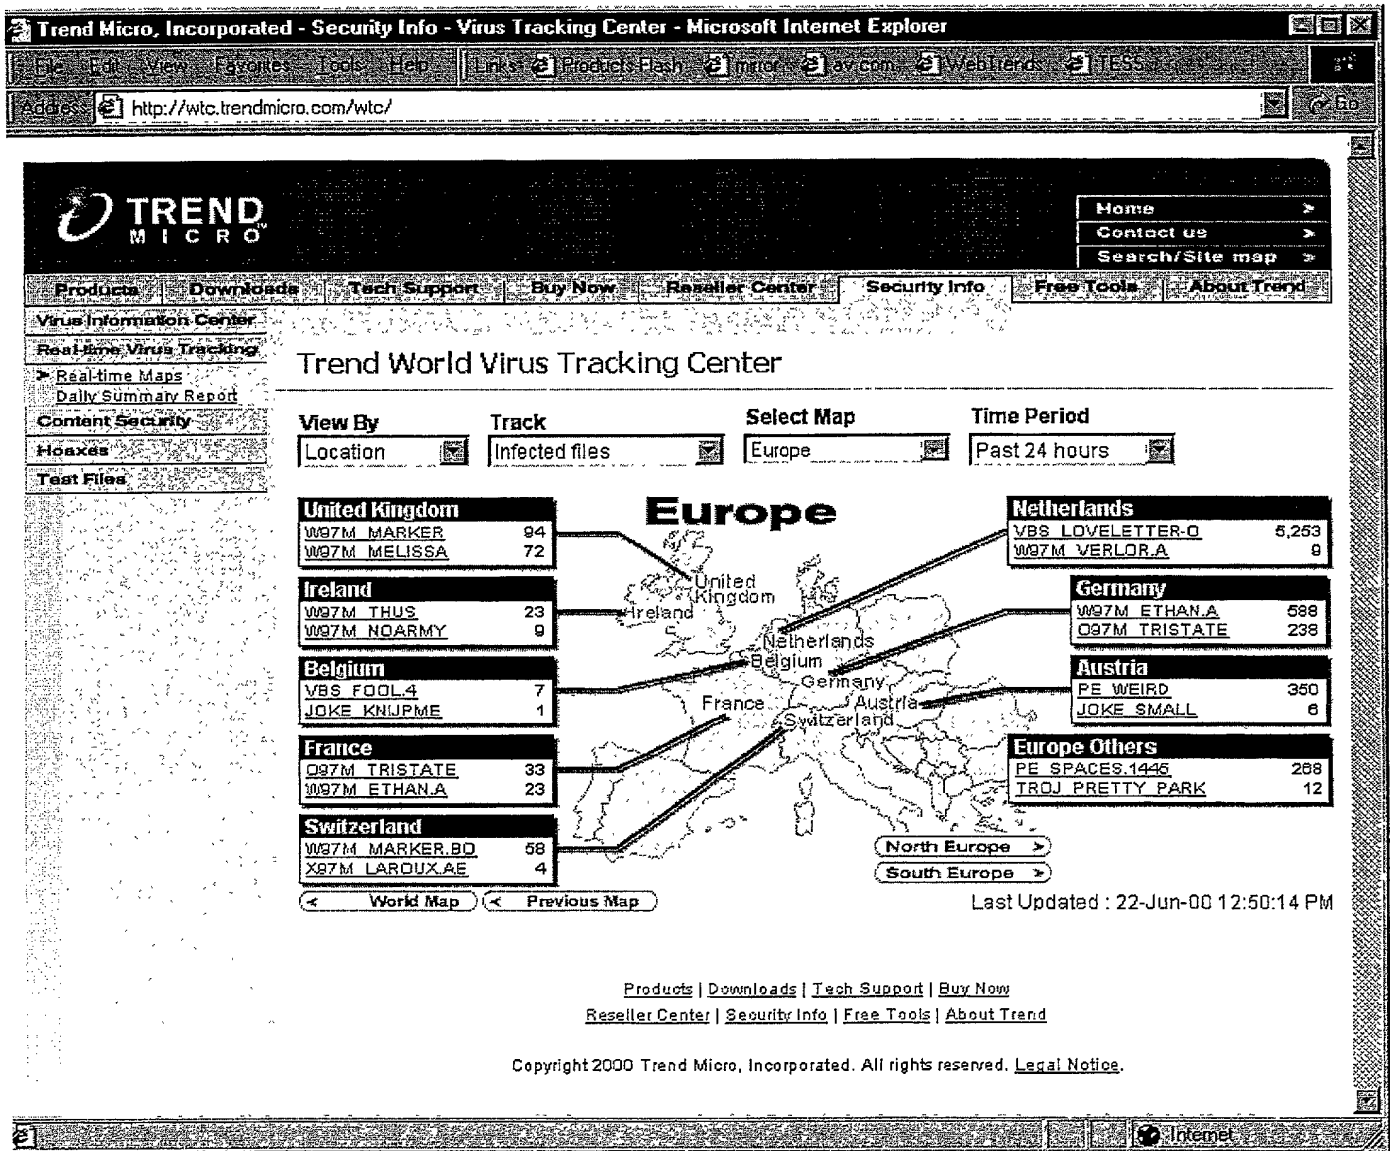 Trend Micro, Incorporated - Security Info - Virus Tracking Center - Microsoft Internet Explorer
File Edit View Favorites Tools Help Links Products Flash mirror av.com WebTrends TESS
Address http://wtc.trendmicro.com/wtc/ Go
TREND MICRO
Home
Contact us
Search/Site map
Products Downloads Tech Support Buy Now Reseller Center Security Info Free Tools About Trend
Virus Information Center
Real-time Virus Tracking
Real-time Maps
Daily Summary Report
Content Security
Hoaxes
Test Files
Trend World Virus Tracking Center
View By Track Select Map Time Period
Location Infected files Europe Past 24 hours
Europe
United Kingdom
W97M_MARKER 94
W97M_MELISSA 72
Ireland
W97M_THUS 23
W97M_NOARMY 9
Belgium
VBS_FOOL.4 7
JOKE_KNIJPME 1
France
O97M_TRISTATE 33
W97M_ETHAN.A 23
Switzerland
W97M_MARKER.BO 58
X97M_LAROUX.AE 4
United Kingdom
Ireland
Netherlands
Belgium
Germany
France
Austria
Switzerland
Netherlands
VBS_LOVELETTER-O 5,253
W97M_VERLOR.A 9
Germany
W97M_ETHAN.A 588
O97M_TRISTATE 238
Austria
PE_WEIRD 350
JOKE_SMALL 6
Europe Others
PE_SPACES.1445 268
TROJ_PRETTY_PARK 12
North Europe >
South Europe >
< World Map < Previous Map
Last Updated : 22-Jun-00 12:50:14 PM
Products | Downloads | Tech Support | Buy Now
Reseller Center | Security Info | Free Tools | About Trend
Copyright 2000 Trend Micro, Incorporated. All rights reserved. Legal Notice.
Internet